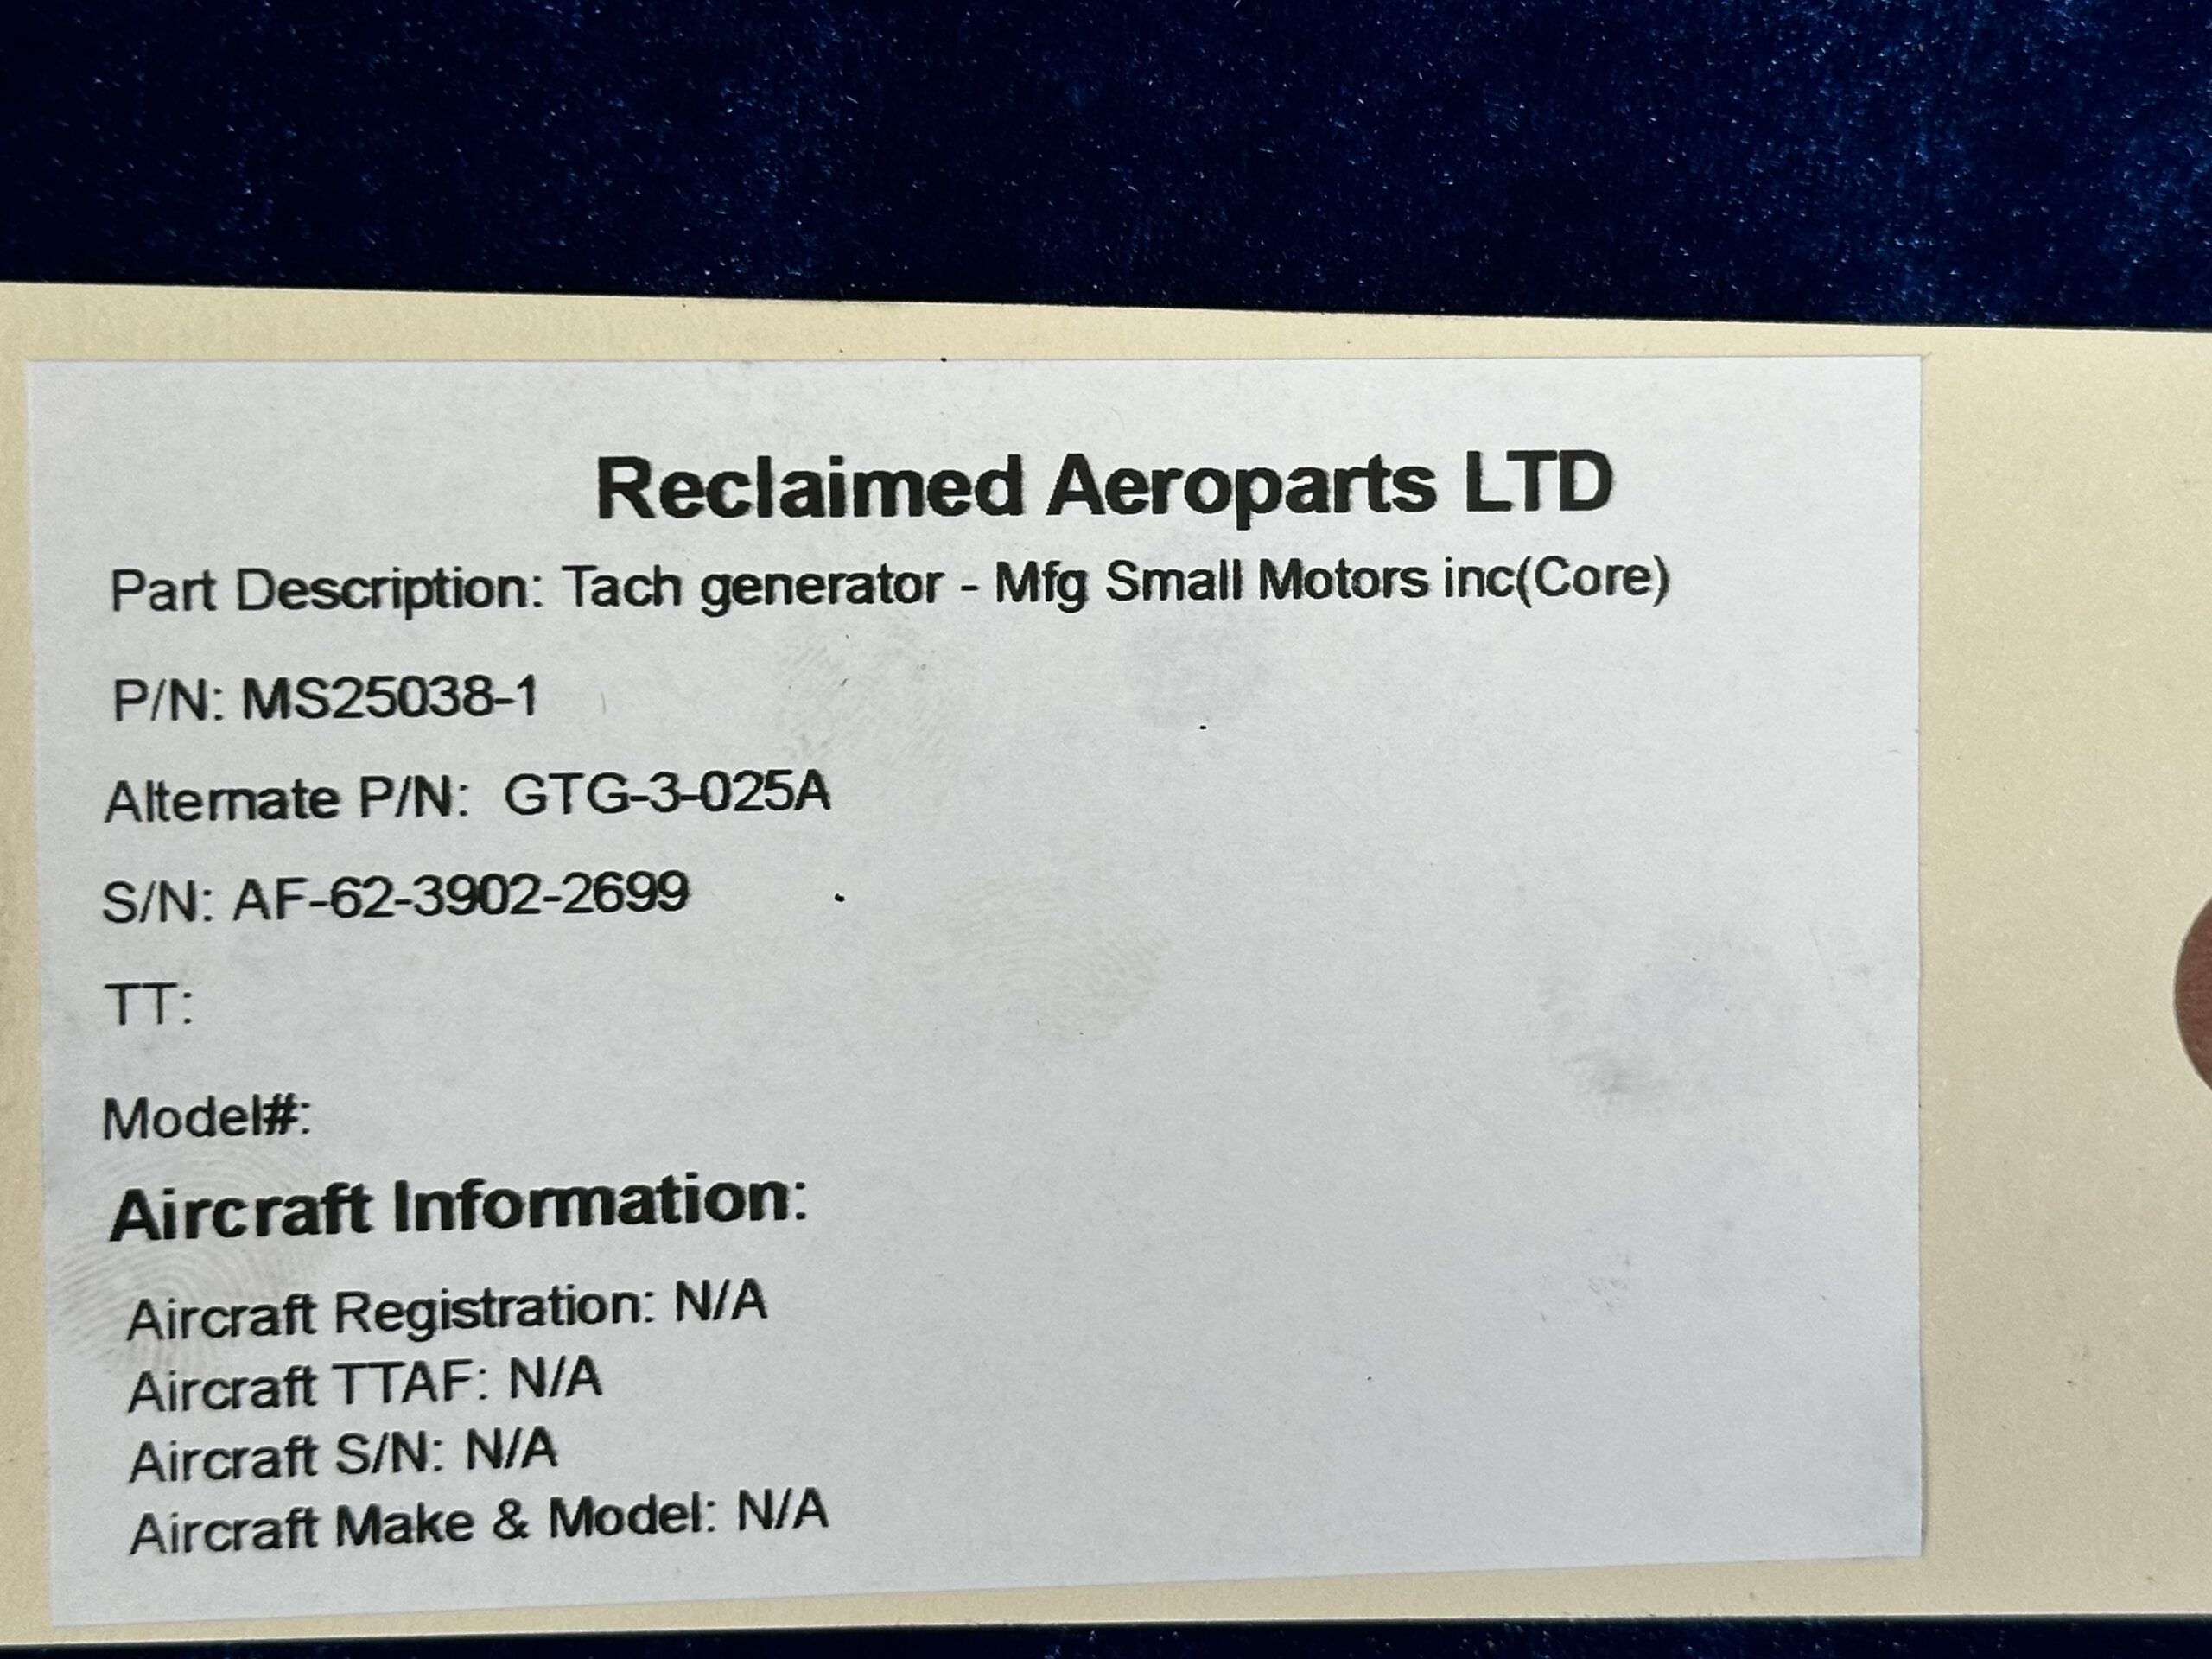 Reclaimed Aeroparts LTD
Part Description: Tach generator - Mfg Small Motors inc(Core)
P/N: MS25038-1
Alternate P/N: GTG-3-025A
S/N: AF-62-3902-2699
TT:
Model#:
Aircraft Information:
Aircraft Registration: N/A
Aircraft TTAF: N/A
Aircraft S/N: N/A
Aircraft Make & Model: N/A